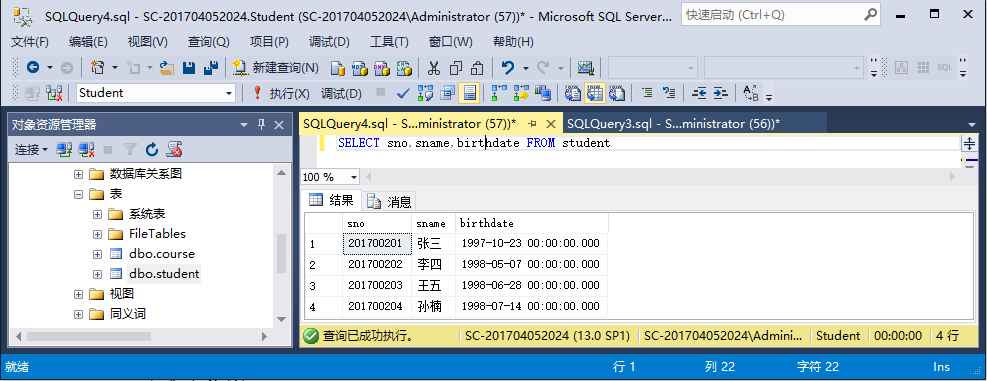 SQLQuery4.sql - SC-201704052024.Student (SC-201704052024\Administrator (57))* - Microsoft SQL Server...
快速启动 (Ctrl+Q)
文件(F) 编辑(E) 视图(V) 查询(Q) 项目(P) 调试(D) 工具(T) 窗口(W) 帮助(H)
新建查询(N)
Student 执行(X) 调试(D)
对象资源管理器
连接
数据库关系图
表
系统表
FileTables
dbo.course
dbo.student
视图
同义词
SQLQuery4.sql - S...ministrator (57))* SQLQuery3.sql - S...ministrator (56))*
SELECT sno,sname,birthdate FROM student
100 %
结果 消息
sno sname birthdate
1 201700201 张三 1997-10-23 00:00:00.000
2 201700202 李四 1998-05-07 00:00:00.000
3 201700203 王五 1998-06-28 00:00:00.000
4 201700204 孙楠 1998-07-14 00:00:00.000
查询已成功执行。 SC-201704052024 (13.0 SP1) SC-201704052024\Admini... Student 00:00:00 4 行
就绪 行 1 列 22 字符 22 Ins